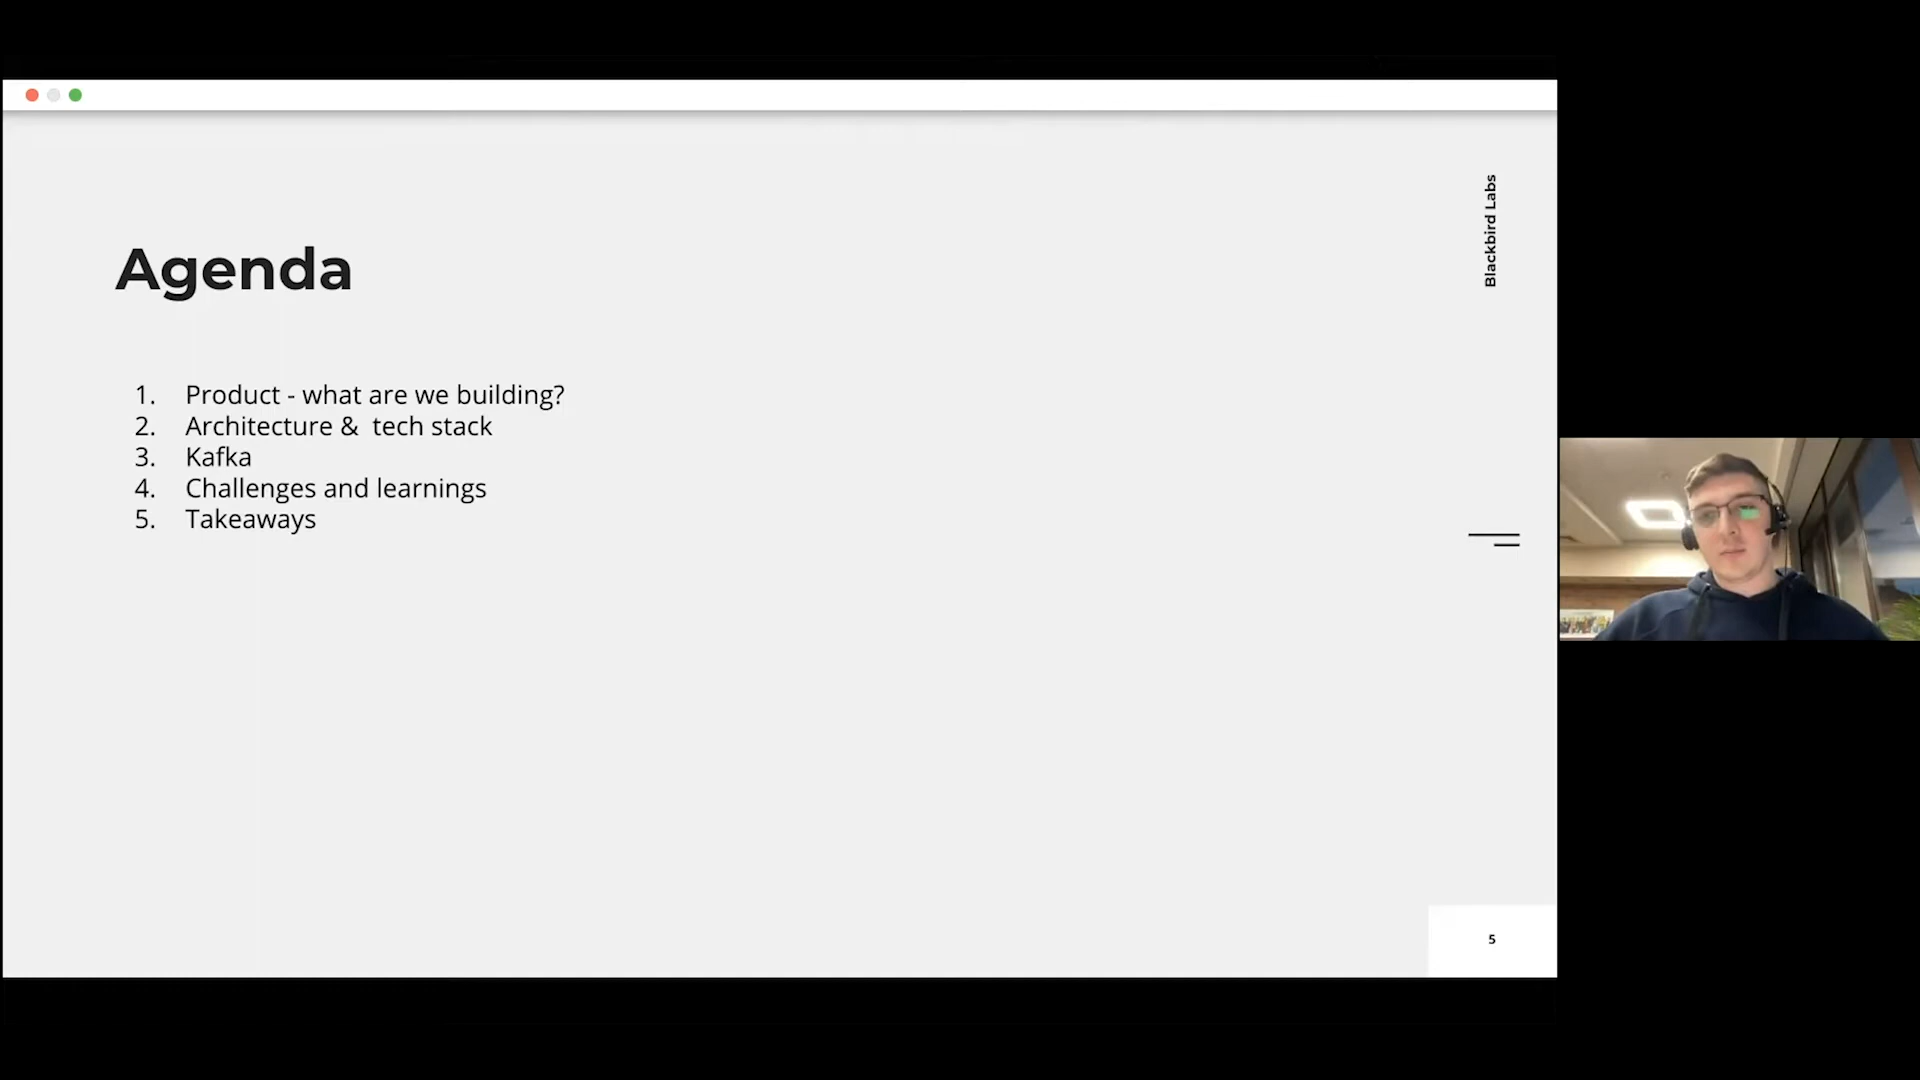 Blackbird Labs
Agenda
1. Product - what are we building?
2. Architecture & tech stack
3. Kafka
4. Challenges and learnings
5. Takeaways
5